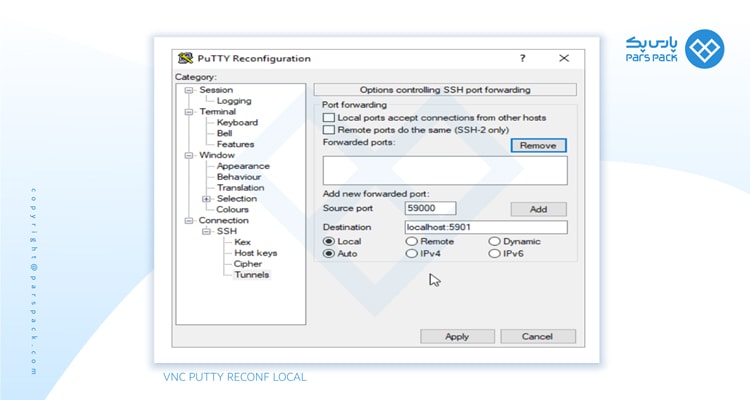 پارس پک
PARS PACK
PuTTY Reconfiguration
?
Category:
Session
Logging
Terminal
Keyboard
Bell
Features
Window
Appearance
Behaviour
Translation
Selection
Colours
Connection
SSH
Kex
Host keys
Cipher
Tunnels
Options controlling SSH port forwarding
Port forwarding
Local ports accept connections from other hosts
Remote ports do the same (SSH-2 only)
Forwarded ports:
Remove
Add new forwarded port:
Source port 59000 Add
Destination localhost:5901
Local Remote Dynamic
Auto IPv4 IPv6
Apply Cancel
copyright@parspack.com
VNC PUTTY RECONF LOCAL